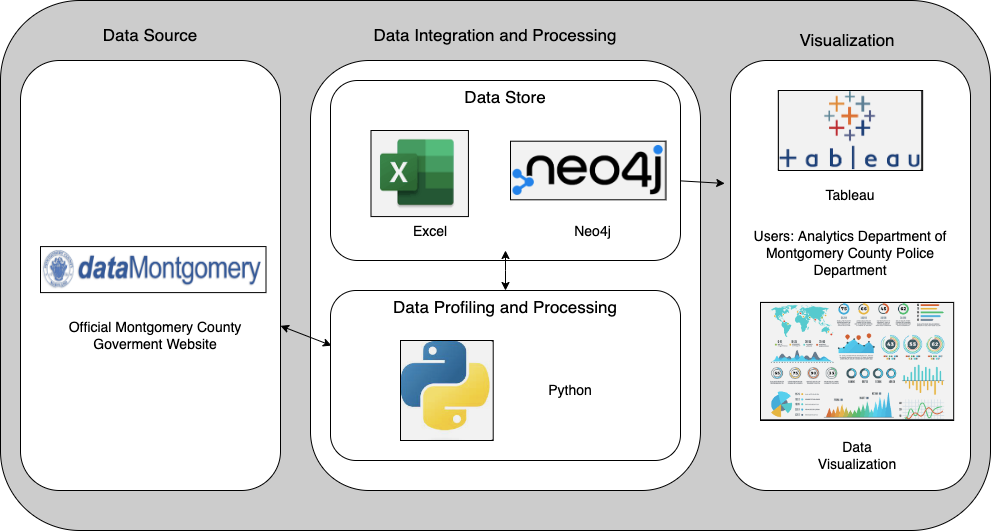 Data Source
dataMontgomery
Official Montgomery County
Goverment Website
Data Integration and Processing
Data Store
X
Excel
neo4j
Neo4j
Data Profiling and Processing
Python
Visualization
+ a b l e a u
Tableau
Users: Analytics Department of
Montgomery County Police
Department
Data
Visualization